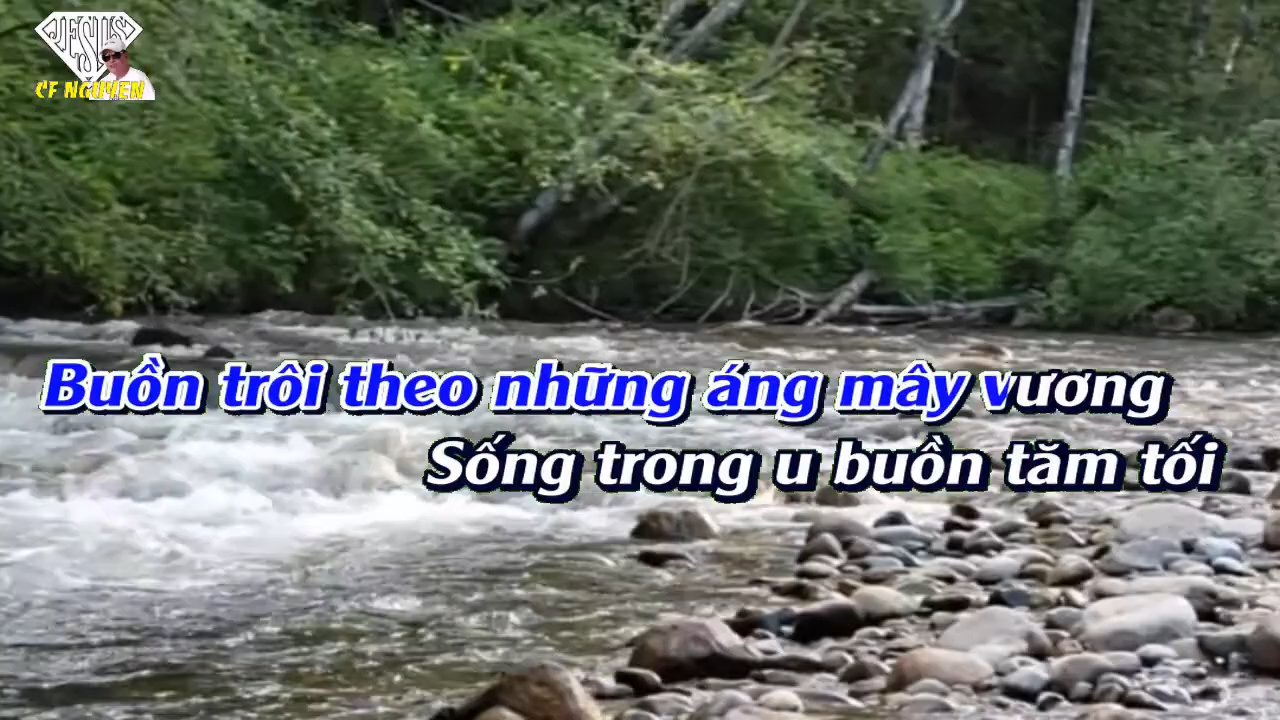 JESUS
CF NGUYEN
Buồn trôi theo những áng mây vương
Sống trong u buồn tăm tối